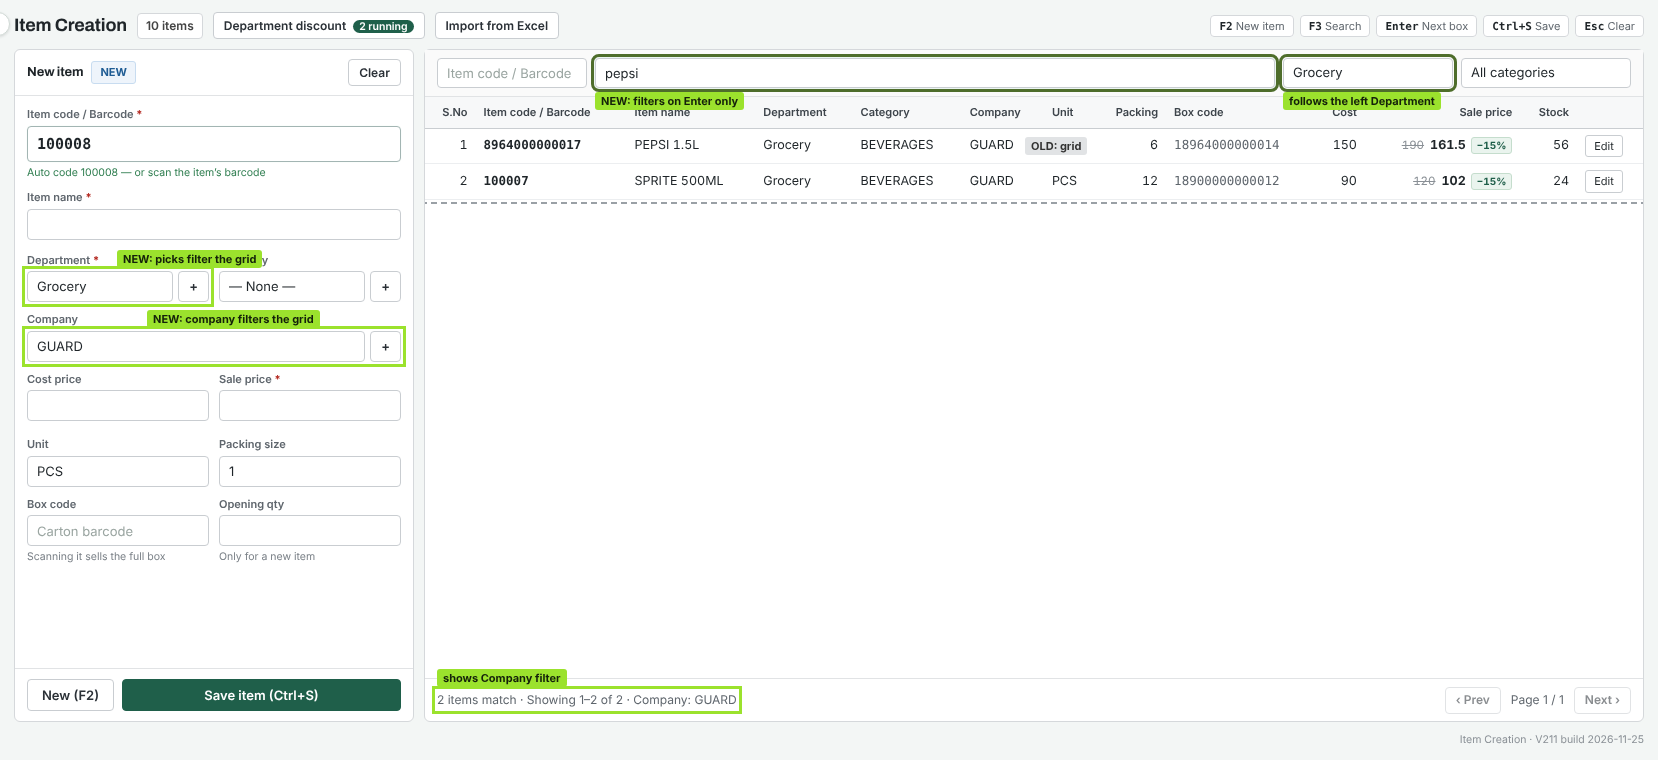 Item Creation 10 items Department discount 2 running Import from Excel F2 New item F3 Search Enter Next box Ctrl+S Save Esc Clear
New item NEW Clear
Item code / Barcode *
100008
Auto code 100008 — or scan the item's barcode
Item name *
Department * NEW: picks filter the grid y
Grocery + — None — +
Company NEW: company filters the grid
GUARD +
Cost price Sale price *
Unit Packing size
PCS 1
Box code Opening qty
Carton barcode
Scanning it sells the full box Only for a new item
New (F2) Save item (Ctrl+S)
Item code / Barcode pepsi Grocery All categories
NEW: filters on Enter only follows the left Department
S.No Item code / Barcode Item name Department Category Company Unit Packing Box code Cost Sale price Stock
1 8964000000017 PEPSI 1.5L Grocery BEVERAGES GUARD OLD: grid 6 18964000000014 150 190 161.5 −15% 56 Edit
2 100007 SPRITE 500ML Grocery BEVERAGES GUARD PCS 12 18900000000012 90 120 102 −15% 24 Edit
shows Company filter
2 items match · Showing 1–2 of 2 · Company: GUARD ‹ Prev Page 1 / 1 Next ›
Item Creation · V211 build 2026-11-25